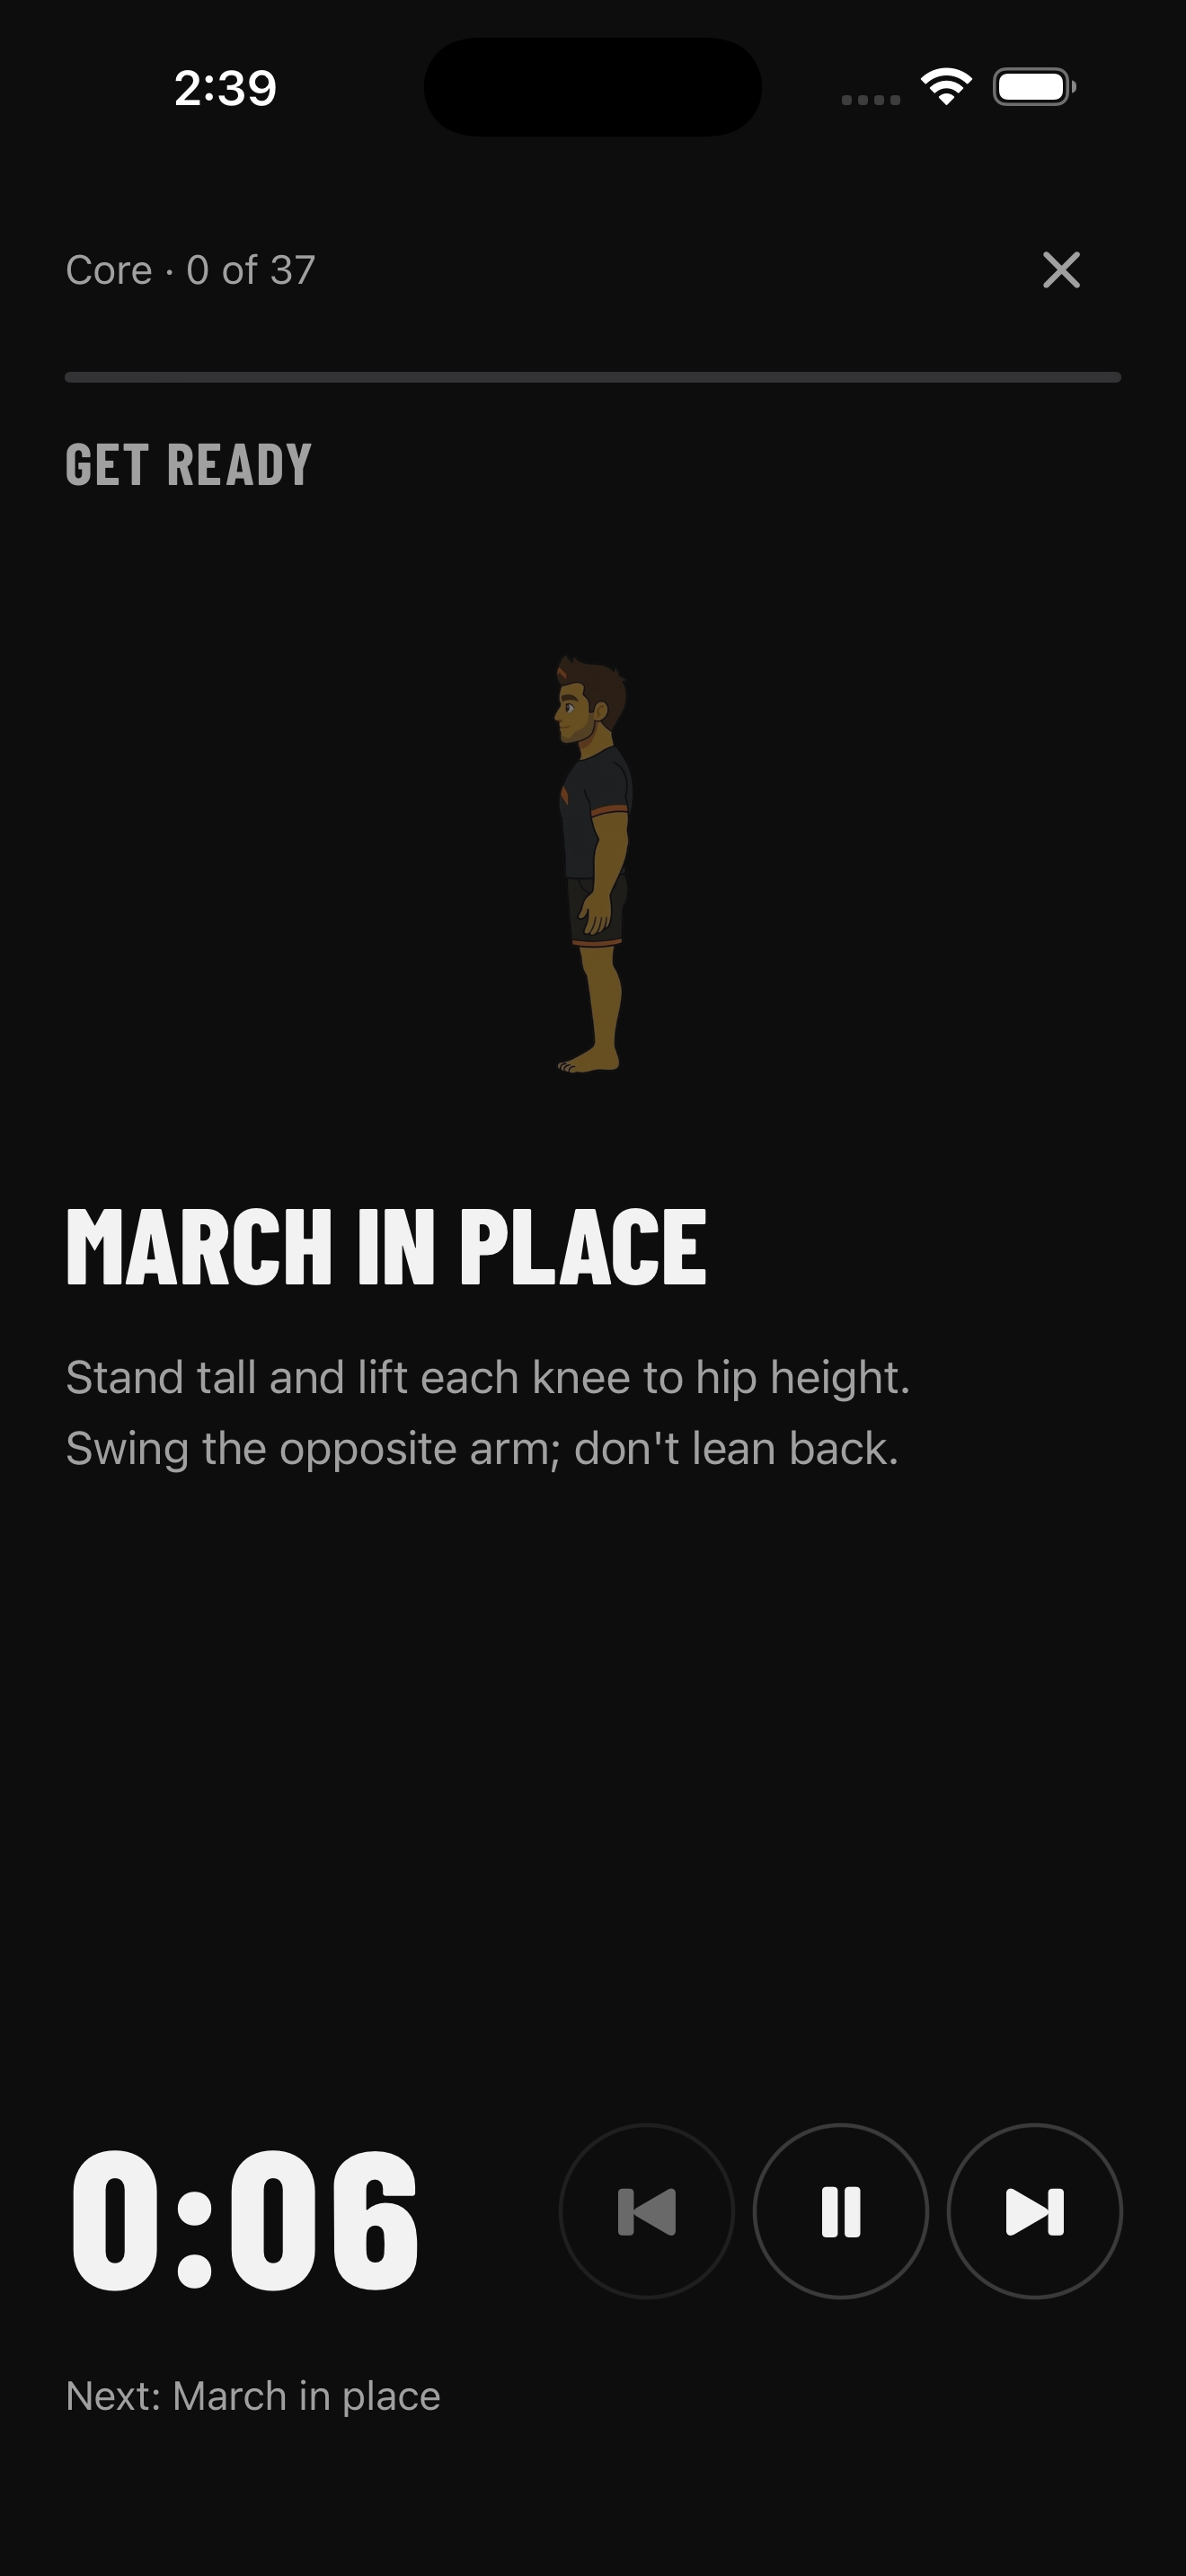 2:39
Core · 0 of 37
GET READY
MARCH IN PLACE
Stand tall and lift each knee to hip height.
Swing the opposite arm; don't lean back.
0:06
Next: March in place